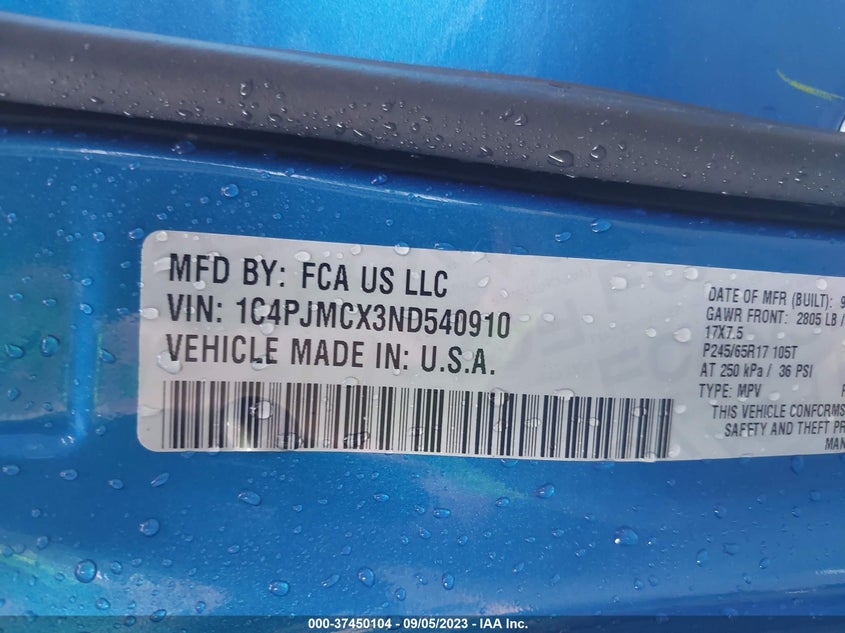 MFD BY: FCA US LLC
VIN: 1C4PJMCX3ND540910
VEHICLE MADE IN: U.S.A.
DATE OF MFR (BUILT): 9
GAWR FRONT: 2805 LB /
17X7.5
P245/65R17 105T
AT 250 kPa / 36 PSI
TYPE: MPV
THIS VEHICLE CONFORMS
SAFETY AND THEFT PR
MAN
000-37450104 - 09/05/2023 - IAA Inc.